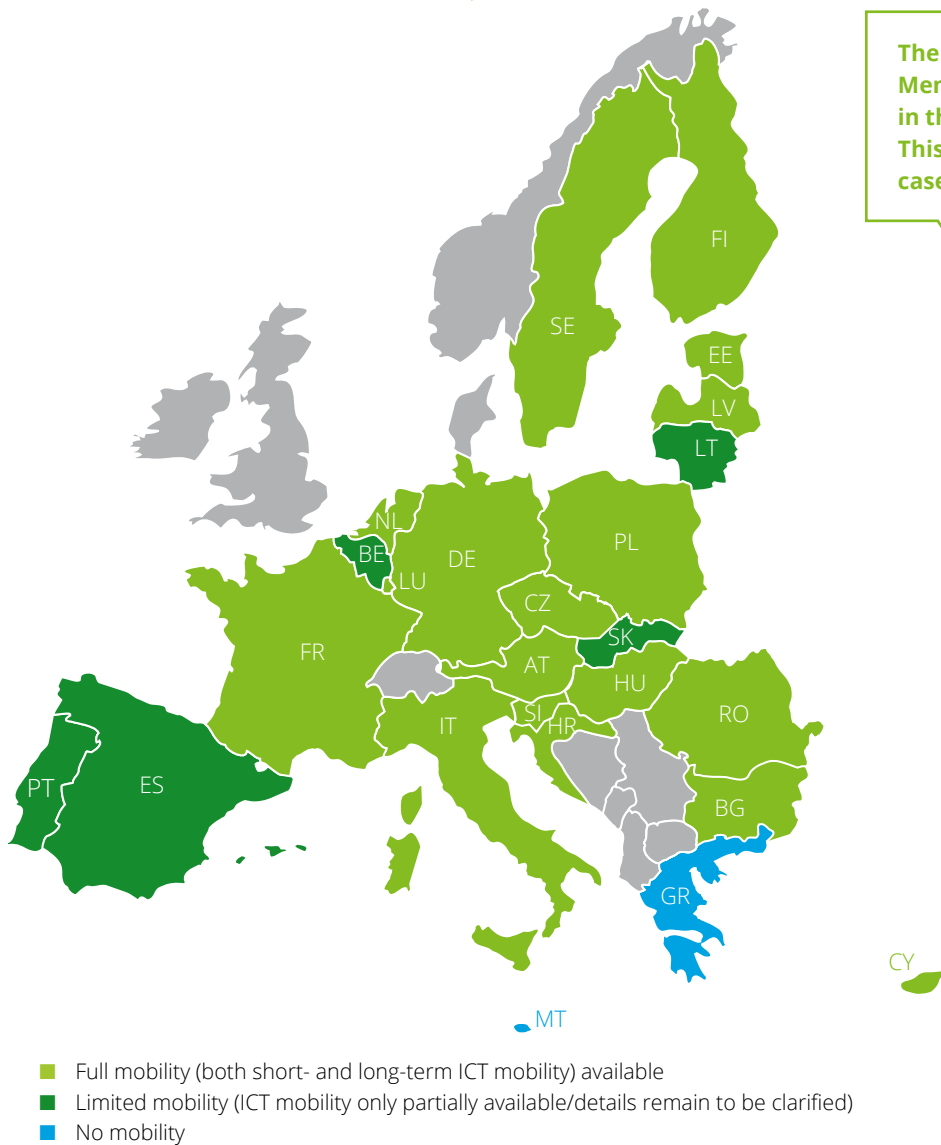 The
Mer
in th
This
case
FI
SE
EE
LV
LT
NL
BE
DE
PL
LU
CZ
SK
FR
AT
HU
SI
HR
IT
RO
PT
ES
BG
GR
CY
MT
Full mobility (both short- and long-term ICT mobility) available
Limited mobility (ICT mobility only partially available/details remain to be clarified)
No mobility